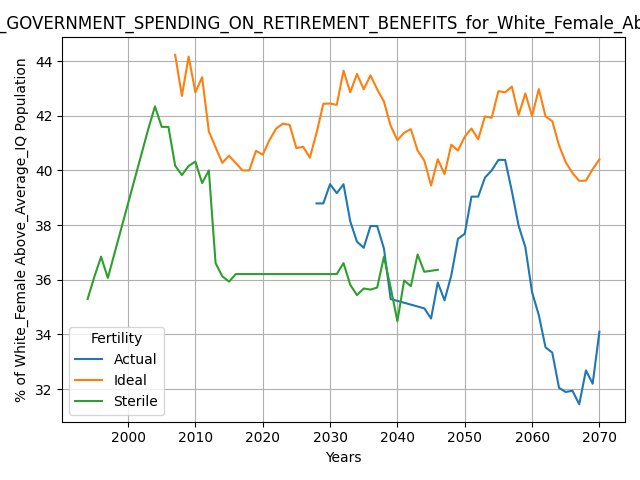 _GOVERNMENT_SPENDING_ON_RETIREMENT_BENEFITS_for_White_Female_Ab
% of White_Female Above_Average_IQ Population
44
42
40
38
36
34
32
Fertility
Actual
Ideal
Sterile
2000 2010 2020 2030 2040 2050 2060 2070
Years